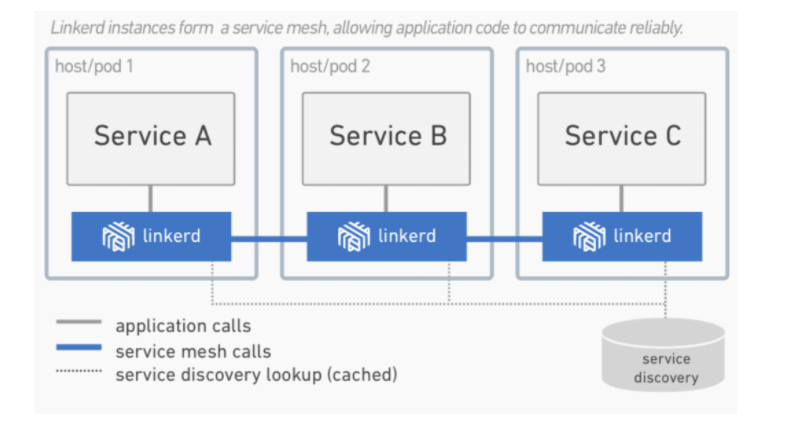 Linkerd instances form a service mesh, allowing application code to communicate reliably.
host/pod 1
host/pod 2
host/pod 3
Service A
Service B
Service C
linkerd
linkerd
linkerd
application calls
service mesh calls
service discovery lookup (cached)
service
discovery